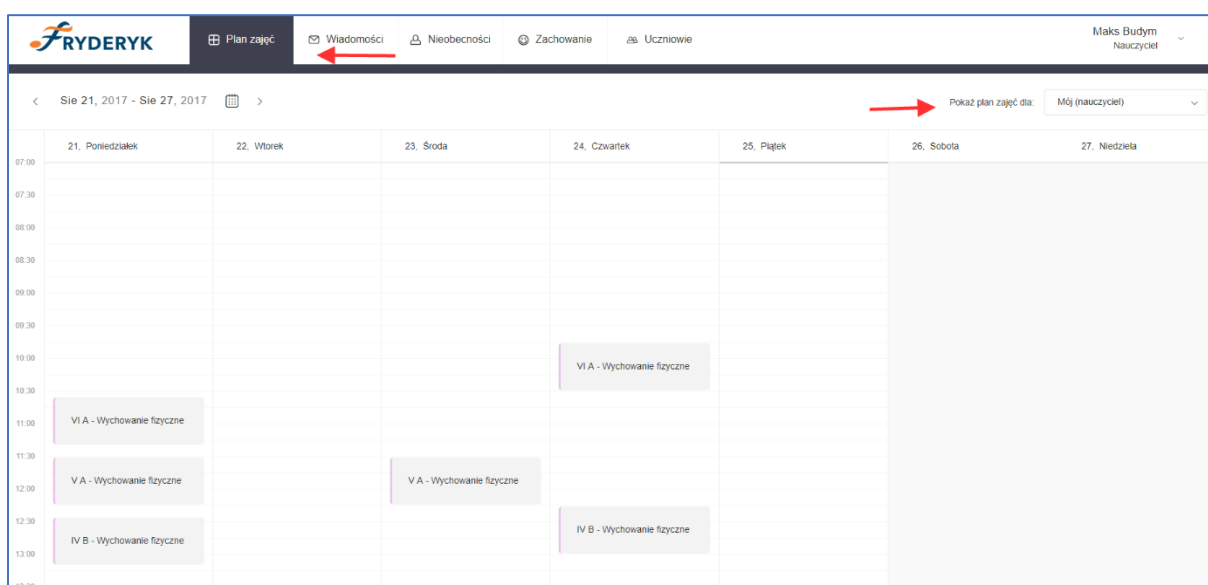 FRYDERYK
Plan zajęć
Wiadomości
Nieobecności
Zachowanie
Uczniowie
Maks Budym
Nauczyciel
Sie 21, 2017 - Sie 27, 2017
Pokaż plan zajęć dla:
Mój (nauczyciel)
21, Poniedziałek
22, Wtorek
23, Środa
24, Czwartek
25, Piątek
26, Sobota
27, Niedziela
07:00
07:30
08:00
08:30
09:00
09:30
10:00
VI A - Wychowanie fizyczne
10:30
11:00
VI A - Wychowanie fizyczne
11:30
V A - Wychowanie fizyczne
V A - Wychowanie fizyczne
12:00
12:30
IV B - Wychowanie fizyczne
IV B - Wychowanie fizyczne
13:00